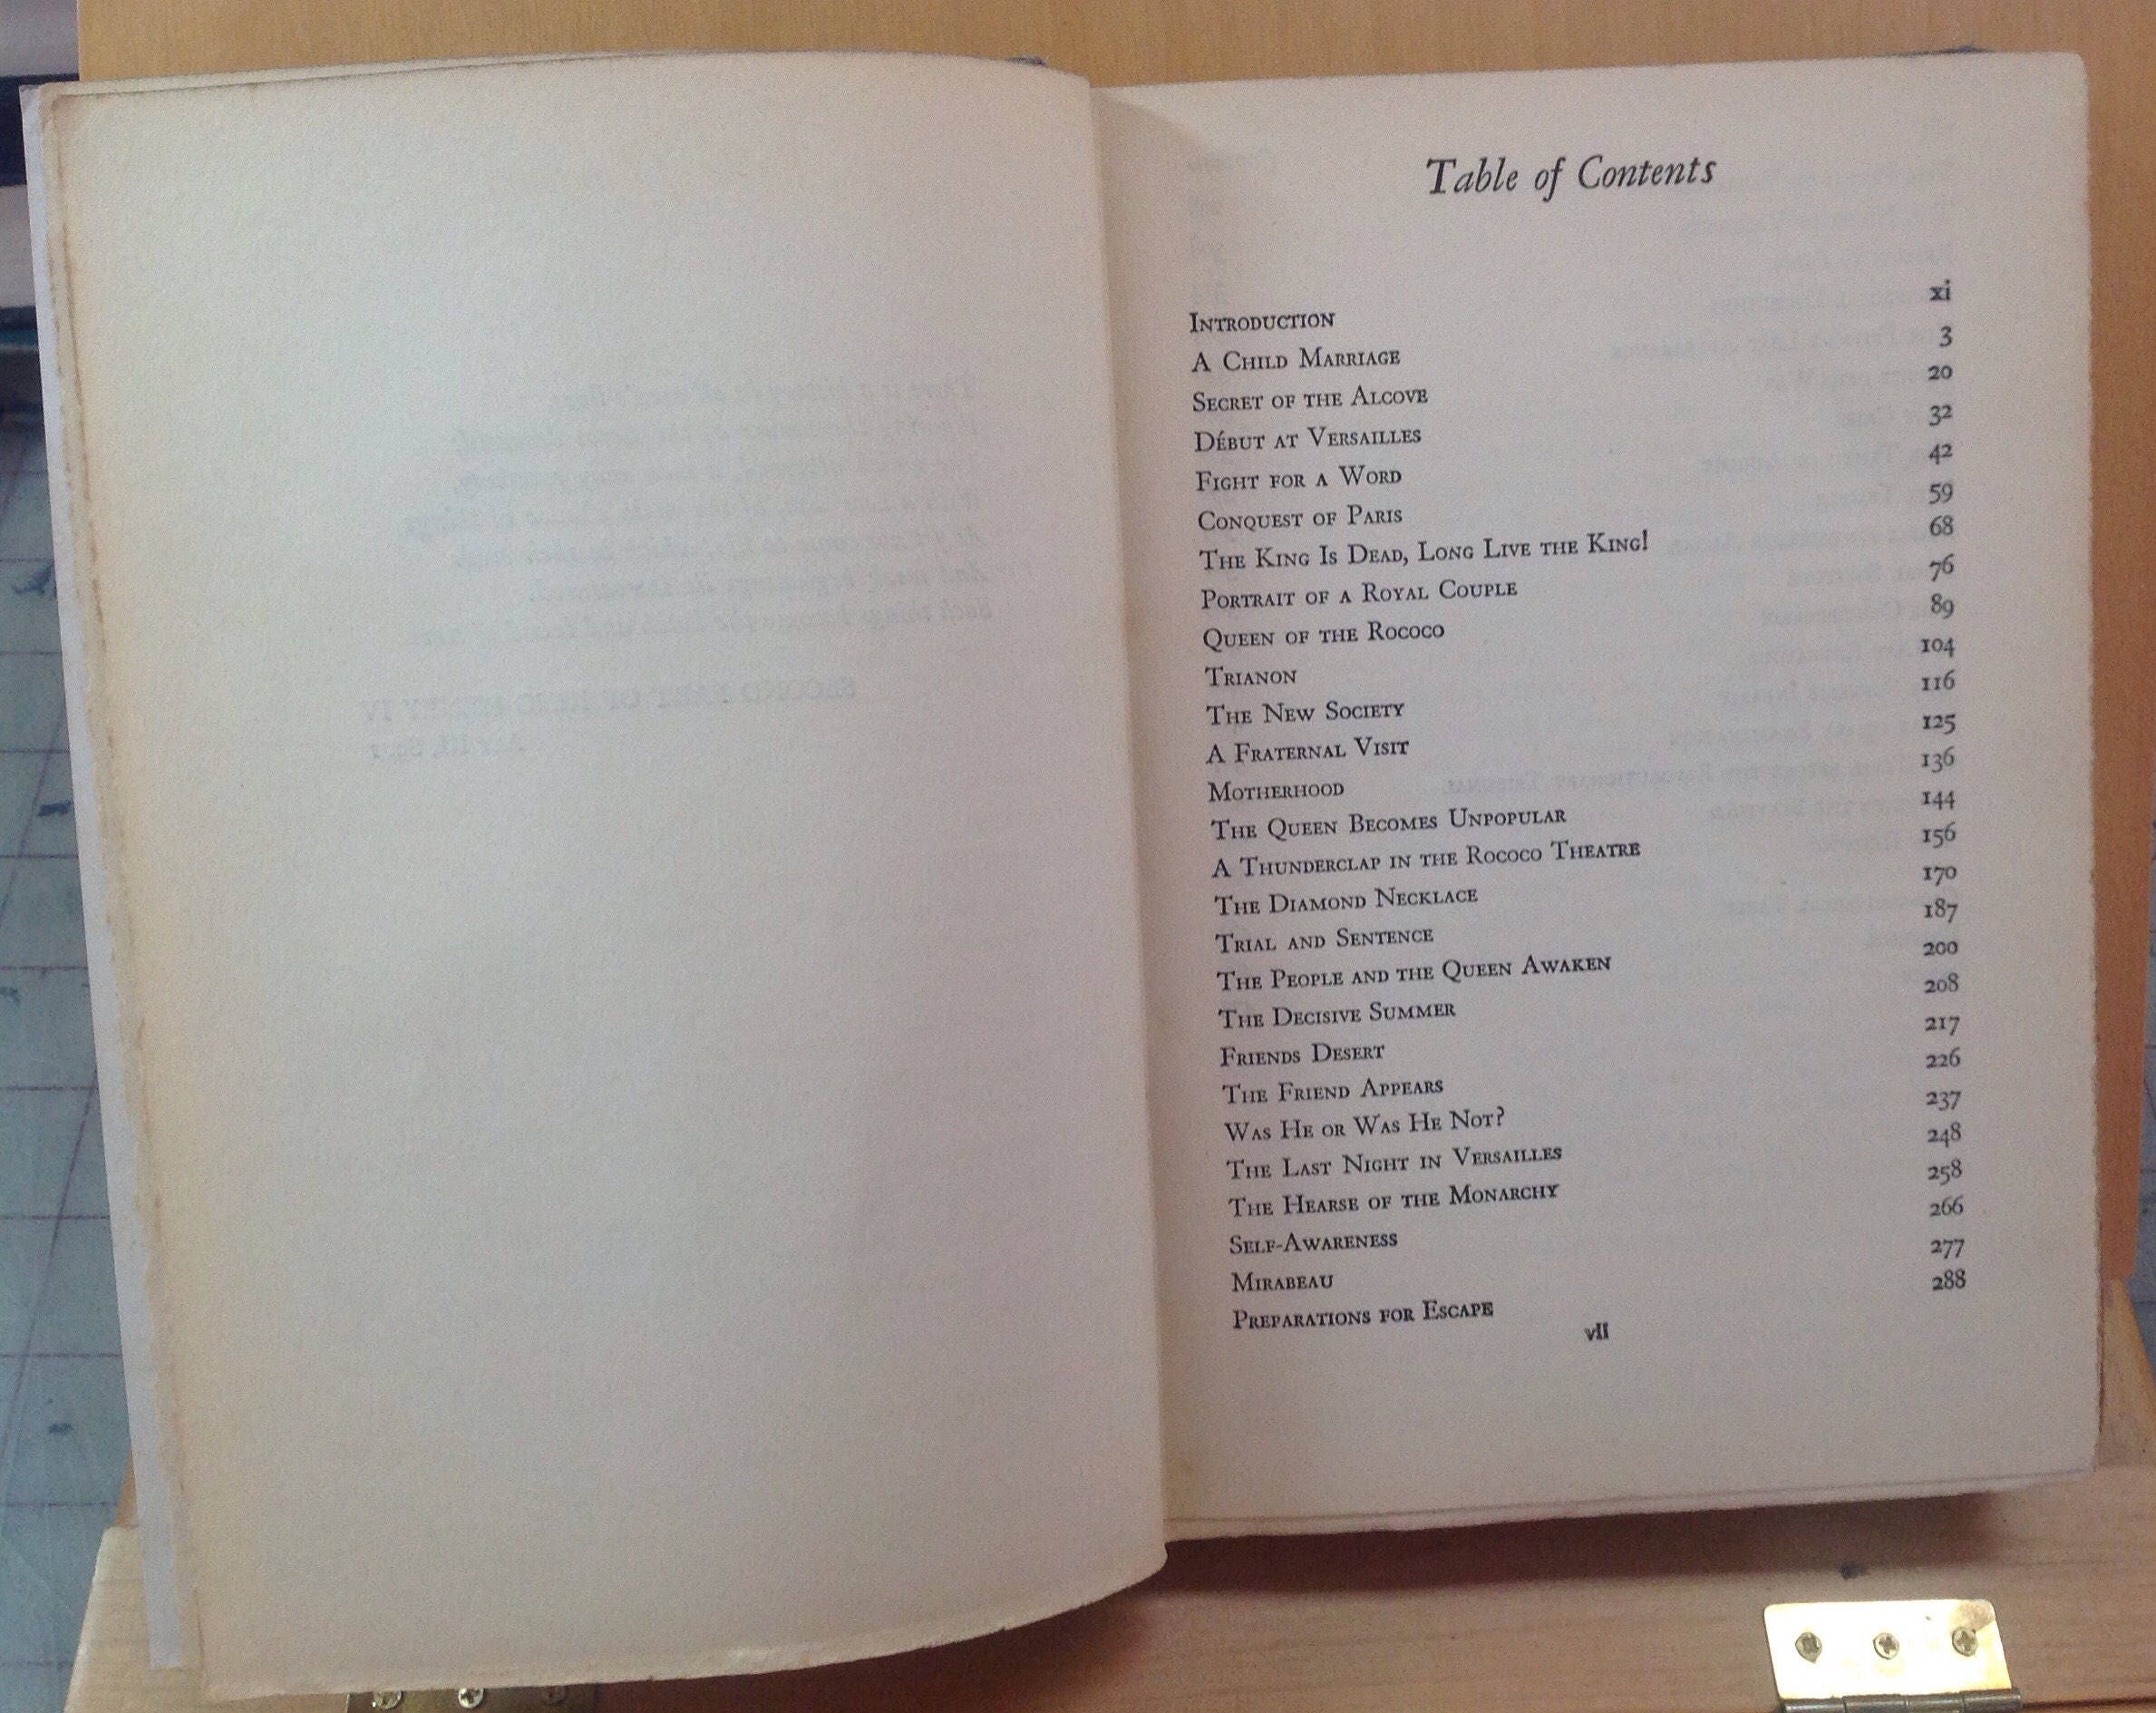 Table of Contents
Introduction xi
A Child Marriage 3
Secret of the Alcove 20
Début at Versailles 32
Fight for a Word 42
Conquest of Paris 59
The King Is Dead, Long Live the King! 68
Portrait of a Royal Couple 76
Queen of the Rococo 89
Trianon 104
The New Society 116
A Fraternal Visit 125
Motherhood 136
The Queen Becomes Unpopular 144
A Thunderclap in the Rococo Theatre 156
The Diamond Necklace 170
Trial and Sentence 187
The People and the Queen Awaken 200
The Decisive Summer 208
Friends Desert 217
The Friend Appears 226
Was He or Was He Not? 237
The Last Night in Versailles 248
The Hearse of the Monarchy 258
Self-Awareness 266
Mirabeau 277
Preparations for Escape 288
vii